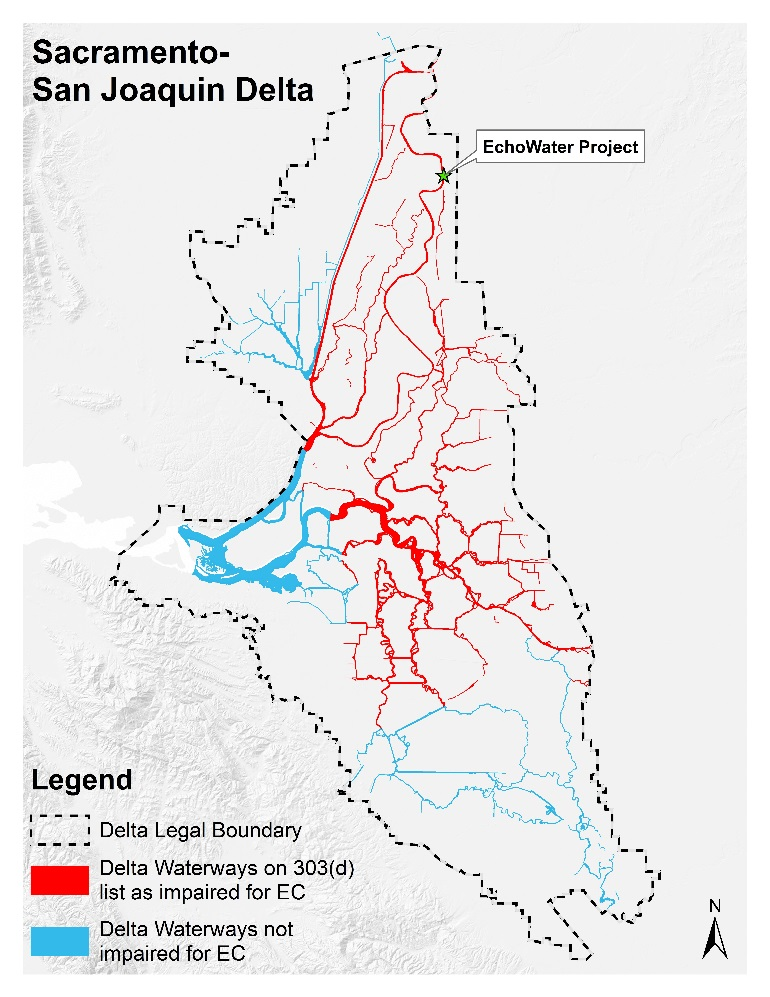 Sacramento-
San Joaquin Delta
EchoWater Project
Legend
Delta Legal Boundary
Delta Waterways on 303(d)
list as impaired for EC
Delta Waterways not
impaired for EC
N